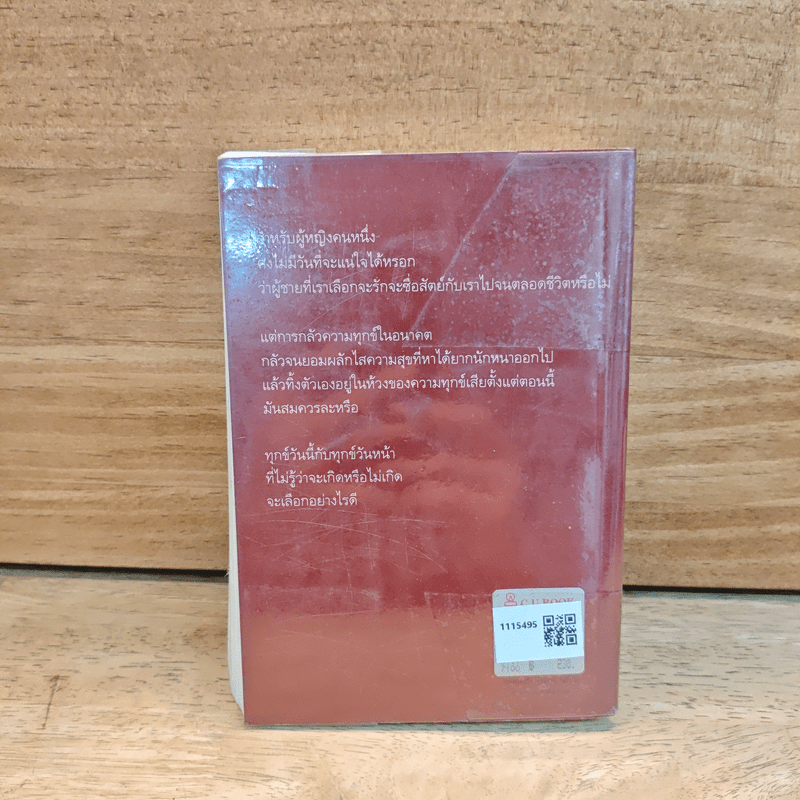 สำหรับผู้หญิงคนหนึ่ง
คงไม่มีวันที่จะแน่ใจได้หรอก
ว่าผู้ชายที่เราเลือกจะรักจะซื่อสัตย์กับเราไปจนตลอดชีวิตหรือไม่
แต่การกลัวความทุกข์ในอนาคต
กลัวจนยอมผลักไสความสุขที่หาได้ยากนักหนาออกไป
แล้วทิ้งตัวเองอยู่ในห้วงของความทุกข์เสียตั้งแต่ตอนนี้
มันสมควรละหรือ
ทุกข์วันนี้กับทุกข์วันหน้า
ที่ไม่รู้ว่าจะเกิดหรือไม่เกิด
จะเลือกอย่างไรดี
C U BOOK
1115495
6 230.